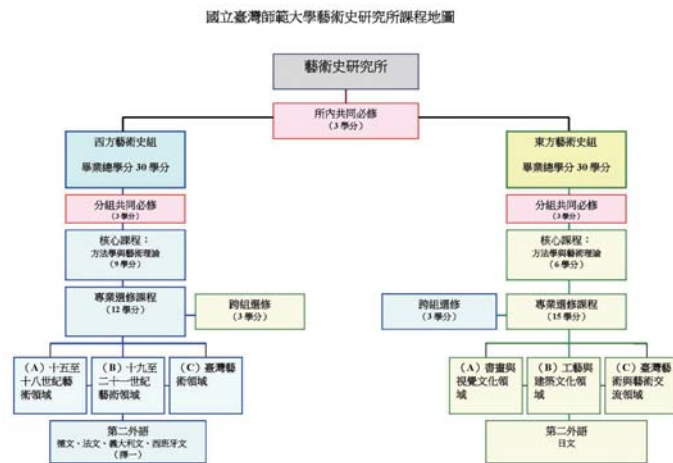 國立臺灣師範大學藝術史研究所課程地圖
藝術史研究所
所內共同必修
(3 學分)
西方藝術史組
畢業總學分 30 學分
分組共同必修
(3 學分)
核心課程：
方法學與藝術理論
(9 學分)
專業選修課程
(12 學分)
跨組選修
(3 學分)
(A)十五至
十八世紀藝
術領域
(B)十九至
二十一世紀
藝術領域
(C)臺灣藝
術領域
第二外語
德文、法文、義大利文、西班牙文
(擇一)
東方藝術史組
畢業總學分 30 學分
分組共同必修
(3 學分)
核心課程：
方法學與藝術理論
(6 學分)
跨組選修
(3 學分)
專業選修課程
(15 學分)
(A)書畫與
視覺文化領
域
(B)工藝與
建築文化領
域
(C)臺灣藝
術與藝術交
流領域
第二外語
日文